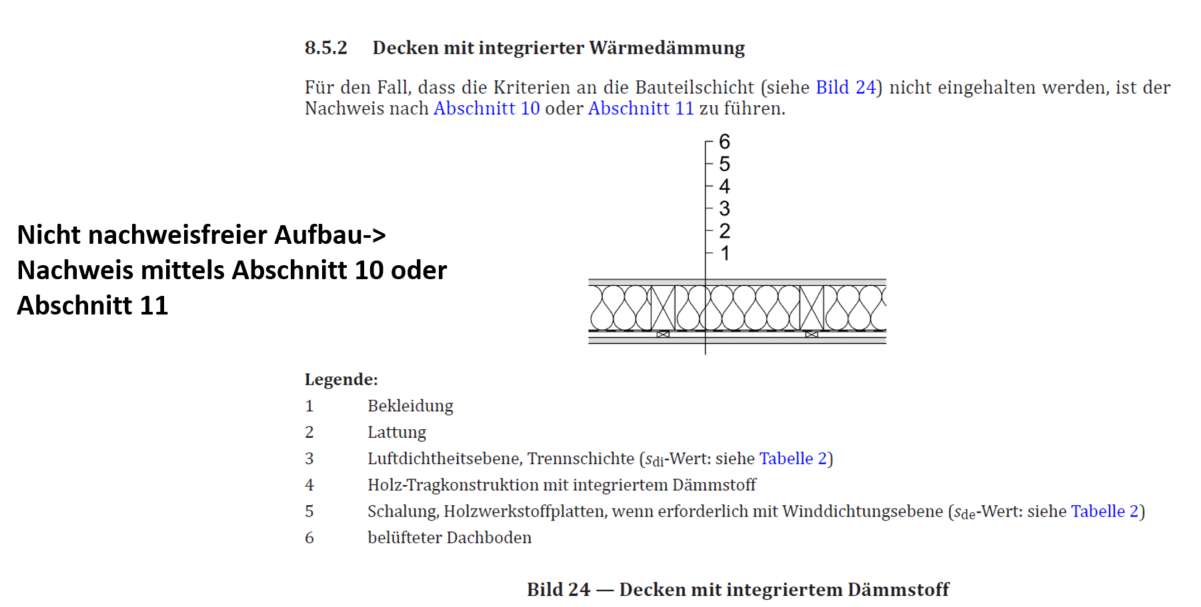 8.5.2 Decken mit integrierter Wärmedämmung
Für den Fall, dass die Kriterien an die Bauteilschicht (siehe Bild 24) nicht eingehalten werden, ist der
Nachweis nach Abschnitt 10 oder Abschnitt 11 zu führen.
6
5
4
3
2
1
Nicht nachweisfreier Aufbau->
Nachweis mittels Abschnitt 10 oder
Abschnitt 11
Legende:
1 Bekleidung
2 Lattung
3 Luftdichtheitsebene, Trennschichte (sdi-Wert: siehe Tabelle 2)
4 Holz-Tragkonstruktion mit integriertem Dämmstoff
5 Schalung, Holzwerkstoffplatten, wenn erforderlich mit Winddichtungsebene (sde-Wert: siehe Tabelle 2)
6 belüfteter Dachboden
Bild 24 — Decken mit integriertem Dämmstoff